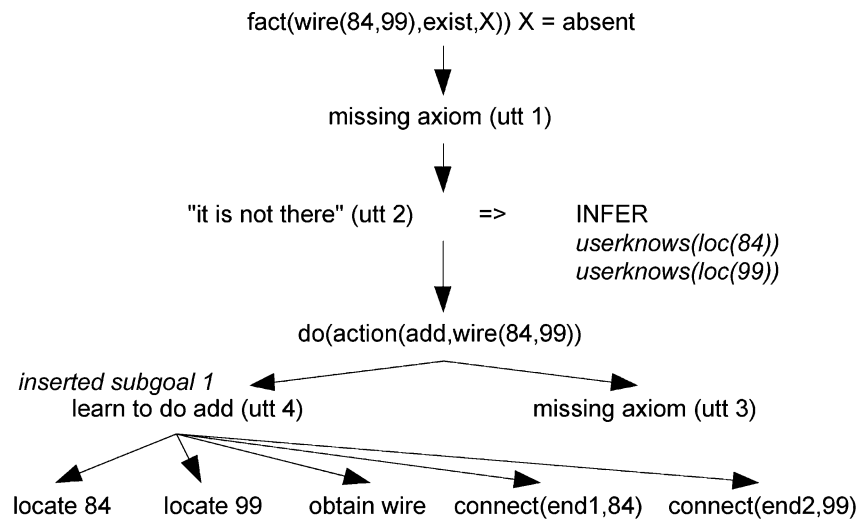 fact(wire(84,99),exist,X)) X = absent
missing axiom (utt 1)
"it is not there" (utt 2) => INFER
userknows(loc(84))
userknows(loc(99))
do(action(add,wire(84,99))
inserted subgoal 1
learn to do add (utt 4) missing axiom (utt 3)
locate 84 locate 99 obtain wire connect(end1,84) connect(end2,99)